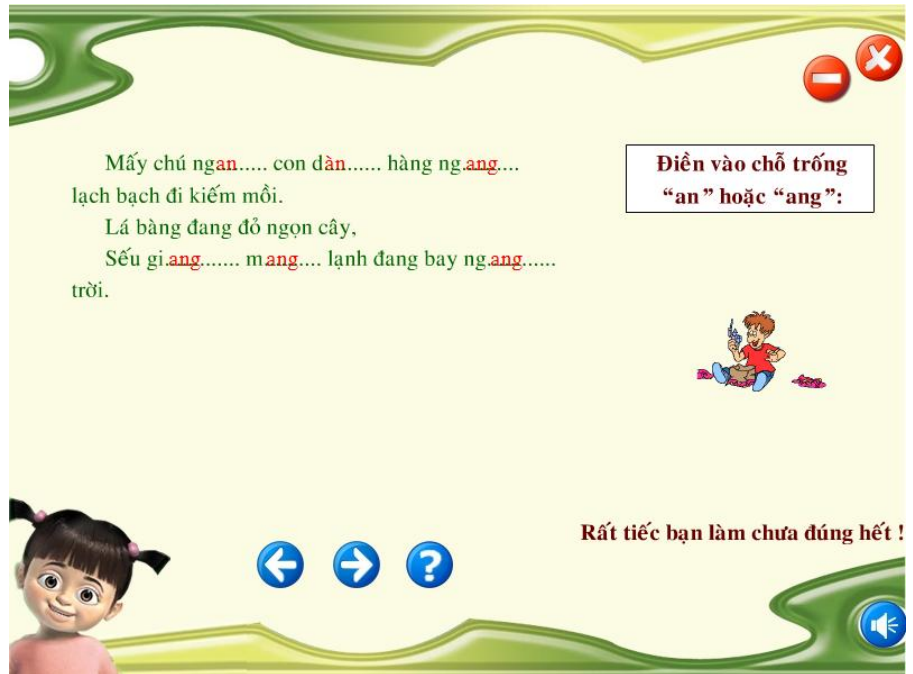 Mấy chú ngan..... con dàn...... hàng ng.ang....
lạch bạch đi kiếm mồi.
Lá bàng đang đỏ ngọn cây,
Sếu gi.ang....... m.ang.... lạnh đang bay ng.ang......
trời.
Điền vào chỗ trống
“an” hoặc “ang”:
Rất tiếc bạn làm chưa đúng hết !